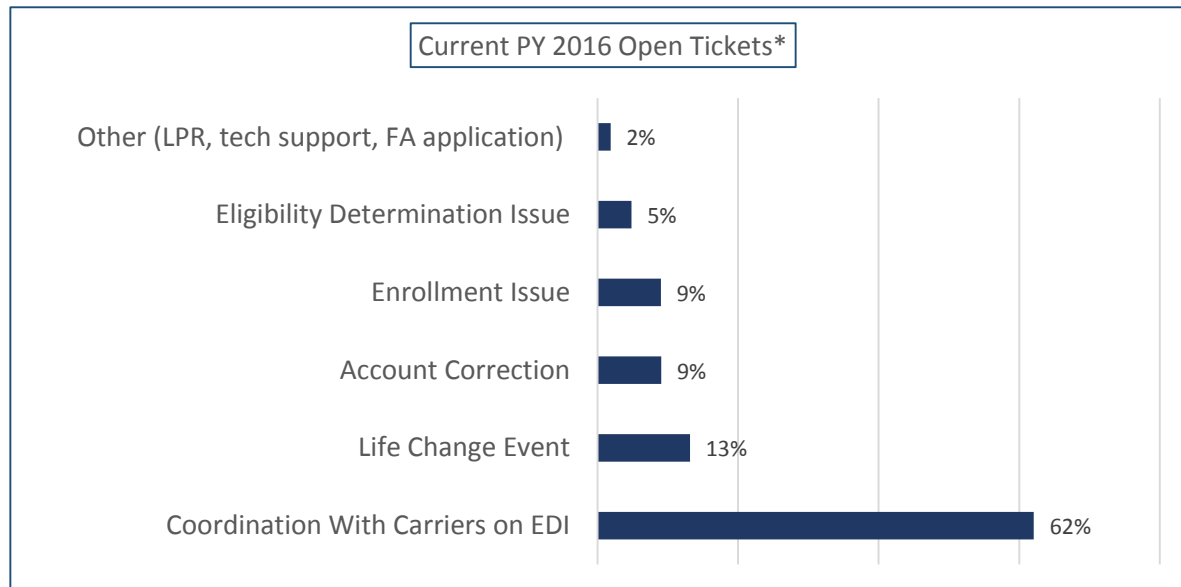 Current PY 2016 Open Tickets*
Other (LPR, tech support, FA application) 2%
Eligibility Determination Issue 5%
Enrollment Issue 9%
Account Correction 9%
Life Change Event 13%
Coordination With Carriers on EDI 62%